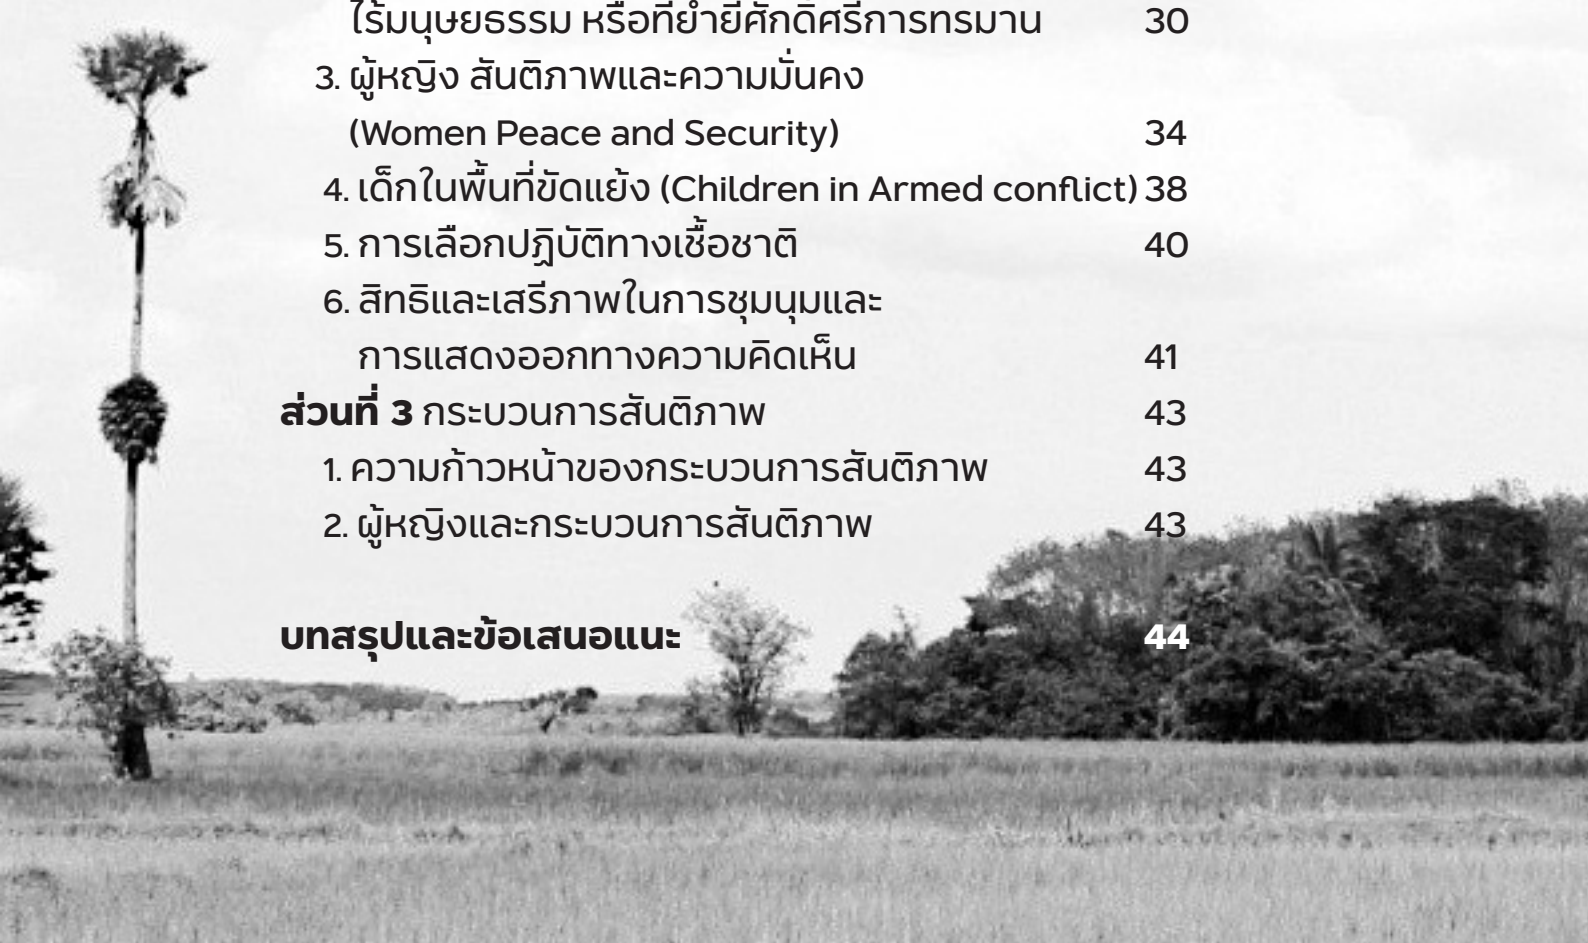 ไร้มนุษยธรรม หรือที่ย่ำยีศักดิ์ศรีการทรมาน 30
3. ผู้หญิง สันติภาพและความมั่นคง
(Women Peace and Security) 34
4. เด็กในพื้นที่ขัดแย้ง (Children in Armed conflict) 38
5. การเลือกปฏิบัติทางเชื้อชาติ 40
6. สิทธิและเสรีภาพในการชุมนุมและ
การแสดงออกทางความคิดเห็น 41
ส่วนที่ 3 กระบวนการสันติภาพ 43
1. ความก้าวหน้าของกระบวนการสันติภาพ 43
2. ผู้หญิงและกระบวนการสันติภาพ 43
บทสรุปและข้อเสนอแนะ 44